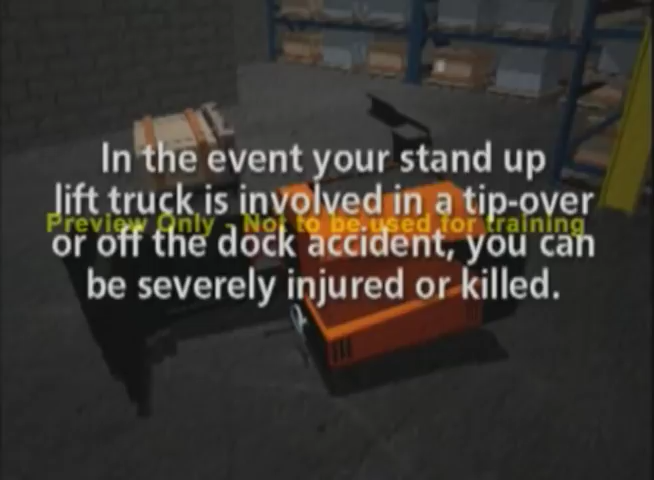 In the event your stand up
lift truck is involved in a tip-over
Preview Only - Not to be used for training
or off the dock accident, you can
be severely injured or killed.